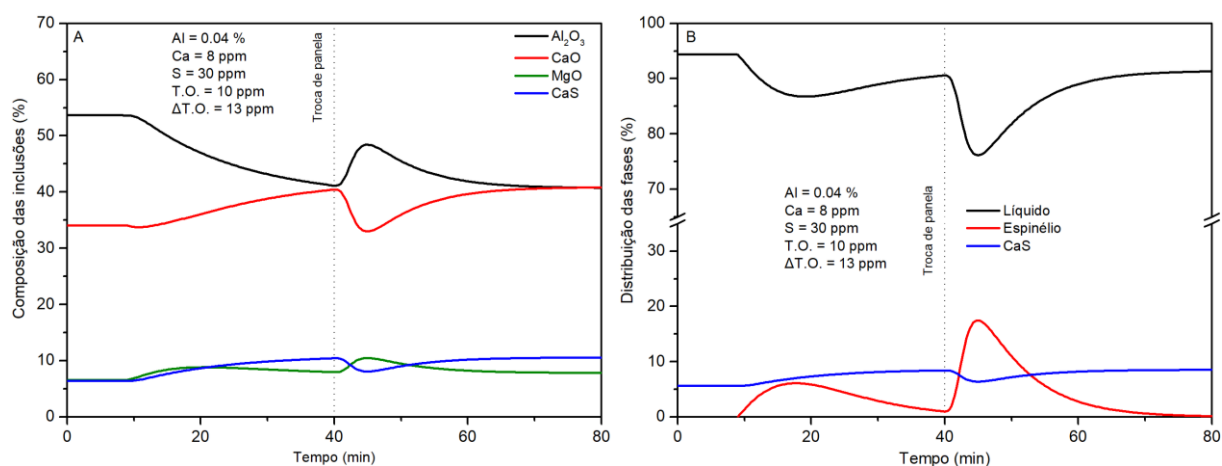 A
Al = 0.04 %
Ca = 8 ppm
S = 30 ppm
T.O. = 10 ppm
ΔT.O. = 13 ppm
Troca de panela
Al₂O₃
CaO
MgO
CaS
Composição das inclusões (%)
70
60
50
40
30
20
10
0
0 20 40 60 80
Tempo (min)
B
Al = 0.04 %
Ca = 8 ppm
S = 30 ppm
T.O. = 10 ppm
ΔT.O. = 13 ppm
Troca de panela
Líquido
Espinélio
CaS
Distribuição das fases (%)
100
90
80
70
30
20
10
0
0 20 40 60 80
Tempo (min)